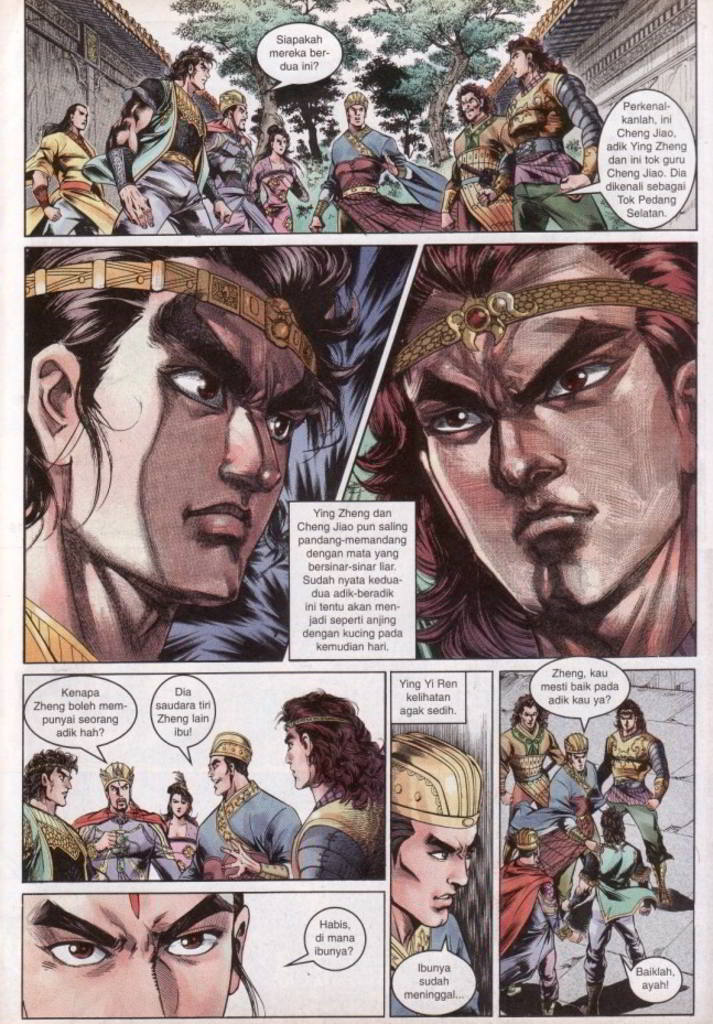 Siapakah
mereka ber-
dua ini?
Perkenal-
kanlah, ini
Cheng Jiao,
adik Ying Zheng
dan ini tok guru
Cheng Jiao. Dia
dikenali sebagai
Tok Pedang
Selatan.
Ying Zheng dan
Cheng Jiao pun saling
pandang-memandang
dengan mata yang
bersinar-sinar liar.
Sudah nyata kedua-
dua adik-beradik
ini tentu akan men-
jadi seperti anjing
dengan kucing pada
kemudian hari.
Kenapa
Zheng boleh mem-
punyai seorang
adik hah?
Dia
saudara tiri
Zheng lain
ibu!
Ying Yi Ren
kelihatan
agak sedih.
Zheng, kau
mesti baik pada
adik kau ya?
Habis,
di mana
ibunya?
Ibunya
sudah
meninggal...
Baiklah,
ayah!